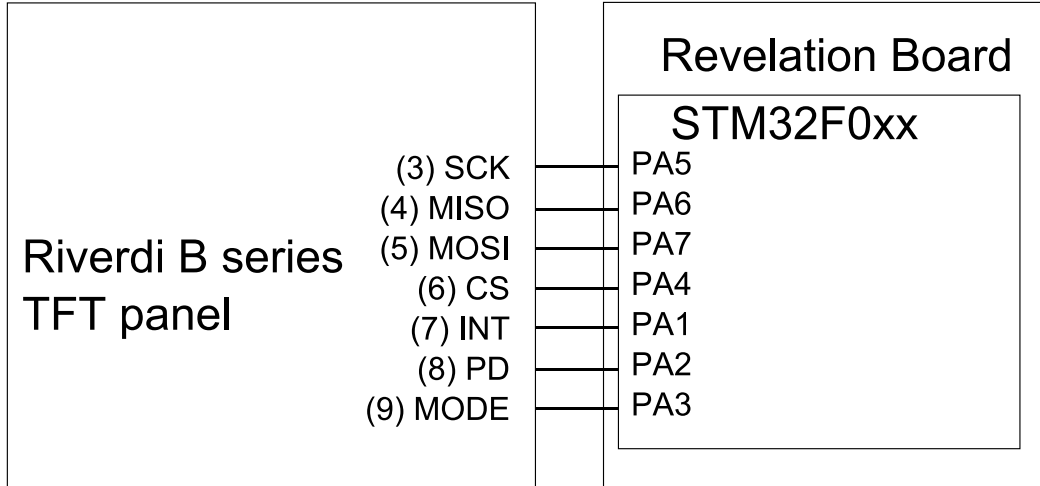 Revelation Board
STM32F0xx
Riverdi B series
TFT panel
(3) SCK
(4) MISO
(5) MOSI
(6) CS
(7) INT
(8) PD
(9) MODE
PA5
PA6
PA7
PA4
PA1
PA2
PA3